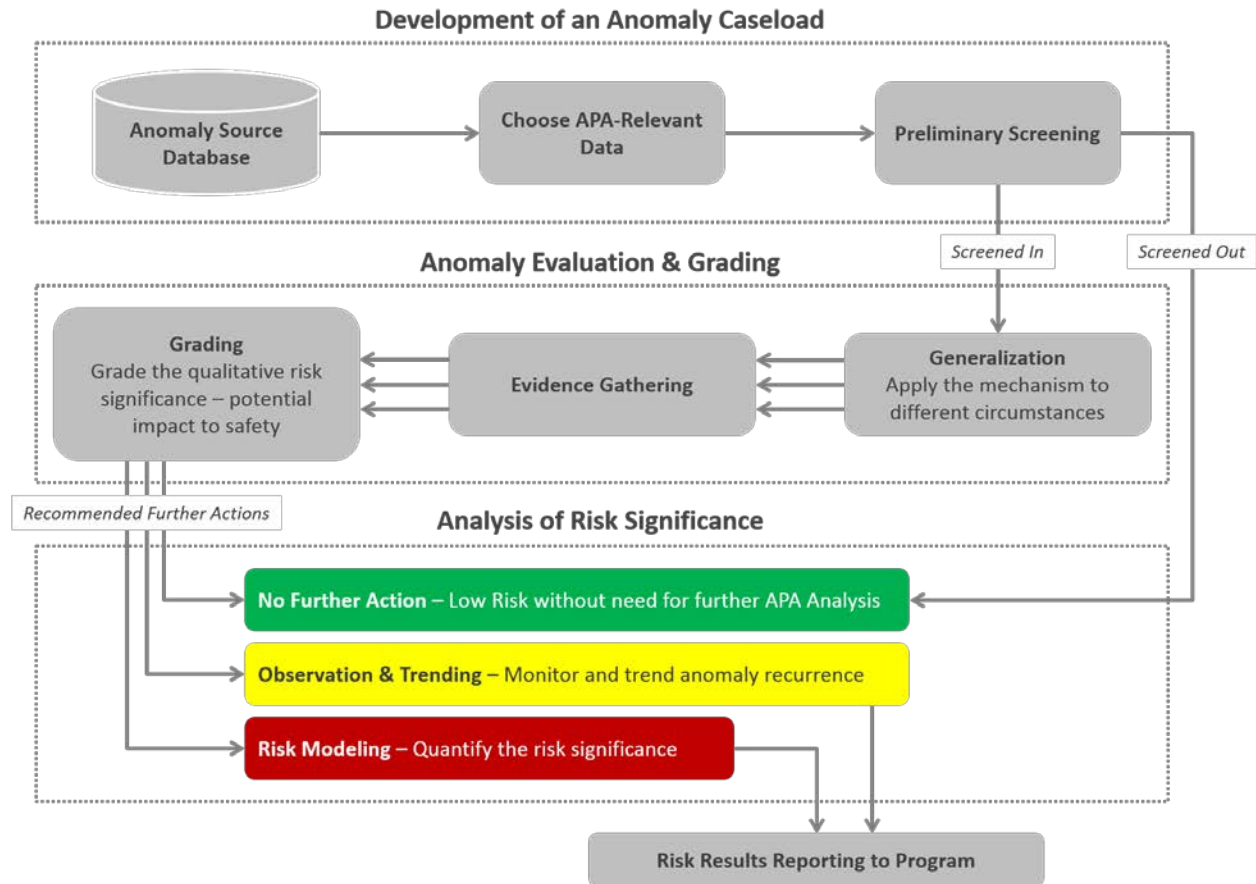 Development of an Anomaly Caseload
Anomaly Source
Database
Choose APA-Relevant
Data
Preliminary Screening
Screened In
Screened Out
Anomaly Evaluation & Grading
Grading
Grade the qualitative risk
significance – potential
impact to safety
Evidence Gathering
Generalization
Apply the mechanism to
different circumstances
Recommended Further Actions
Analysis of Risk Significance
No Further Action – Low Risk without need for further APA Analysis
Observation & Trending – Monitor and trend anomaly recurrence
Risk Modeling – Quantify the risk significance
Risk Results Reporting to Program